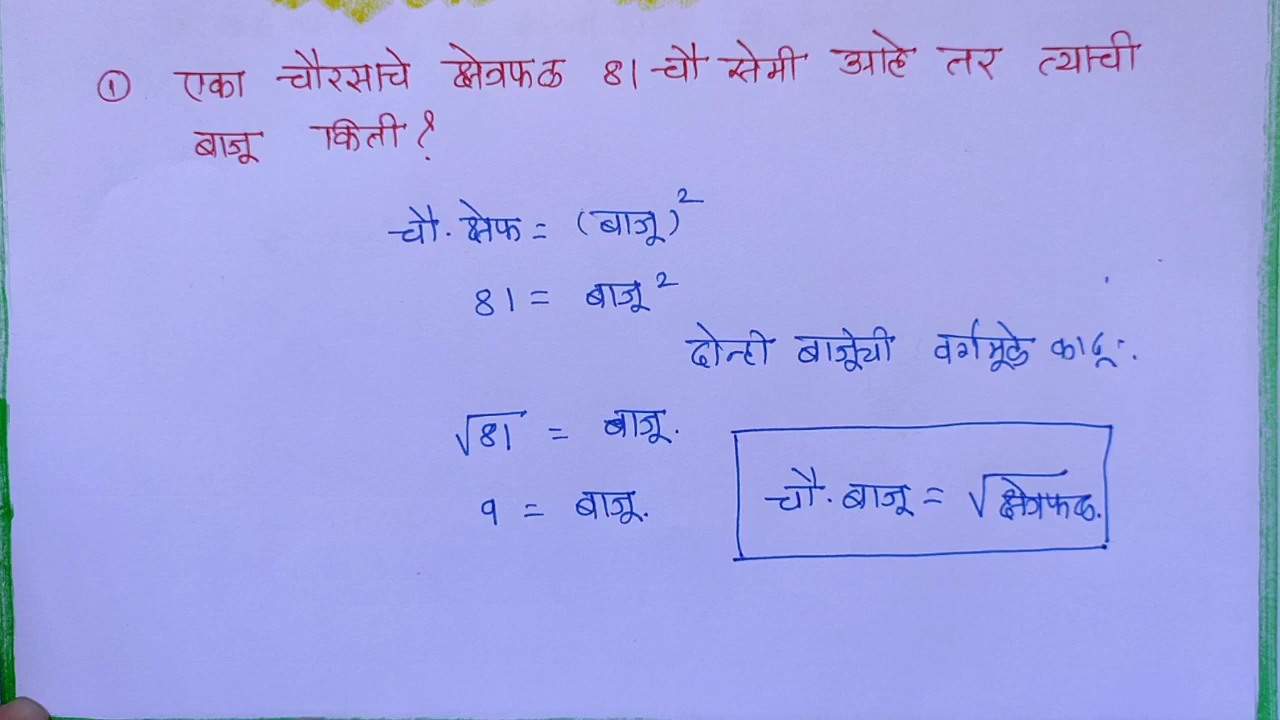 ① एका चौरसाचे क्षेत्रफळ 81 चौ सेमी आहे तर त्याची
बाजू किती?
चौ. क्षेफ = (बाजू)²
81 = बाजू²
दोन्ही बाजूंची वर्गमूळे काढू :.
√81 = बाजू.
9 = बाजू.
चौ. बाजू = √क्षेत्रफळ.